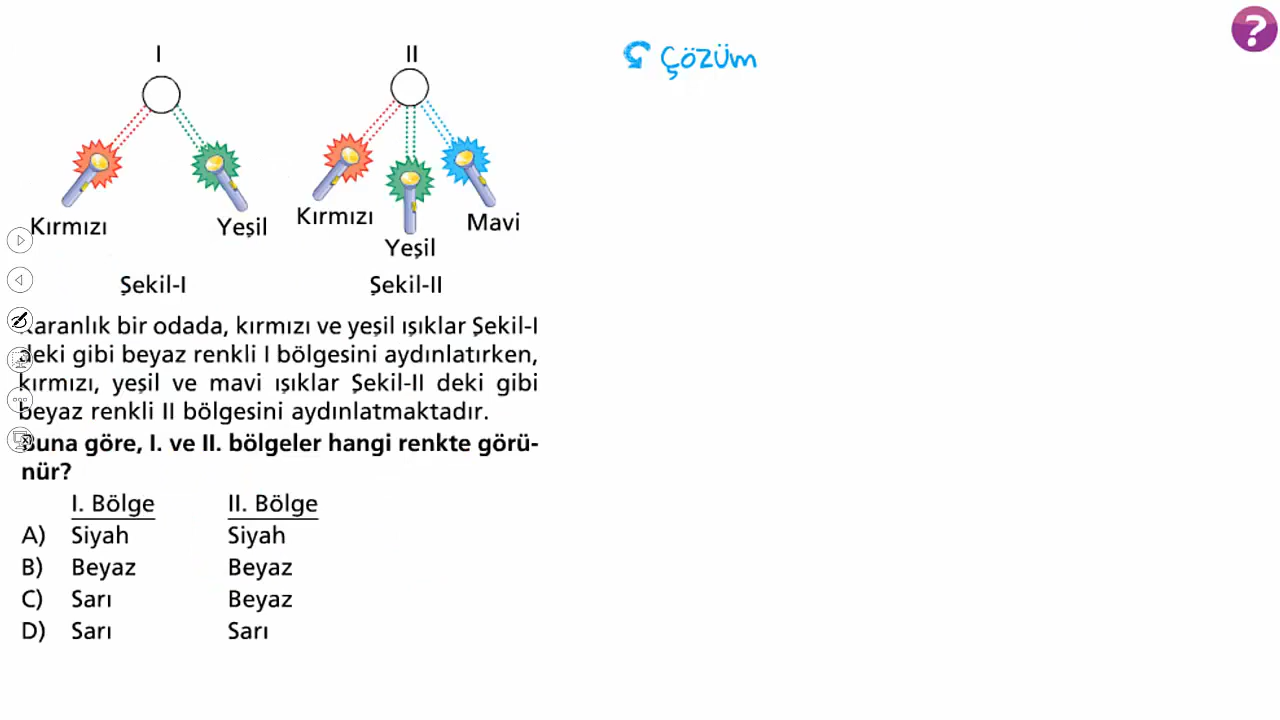 I II
Çözüm
?
Kırmızı Yeşil Kırmızı Yeşil Mavi
Şekil-I Şekil-II
Karanlık bir odada, kırmızı ve yeşil ışıklar Şekil-I
deki gibi beyaz renkli I bölgesini aydınlatırken,
kırmızı, yeşil ve mavi ışıklar Şekil-II deki gibi
beyaz renkli II bölgesini aydınlatmaktadır.
Buna göre, I. ve II. bölgeler hangi renkte görü-
nür?
I. Bölge II. Bölge
A) Siyah Siyah
B) Beyaz Beyaz
C) Sarı Beyaz
D) Sarı Sarı